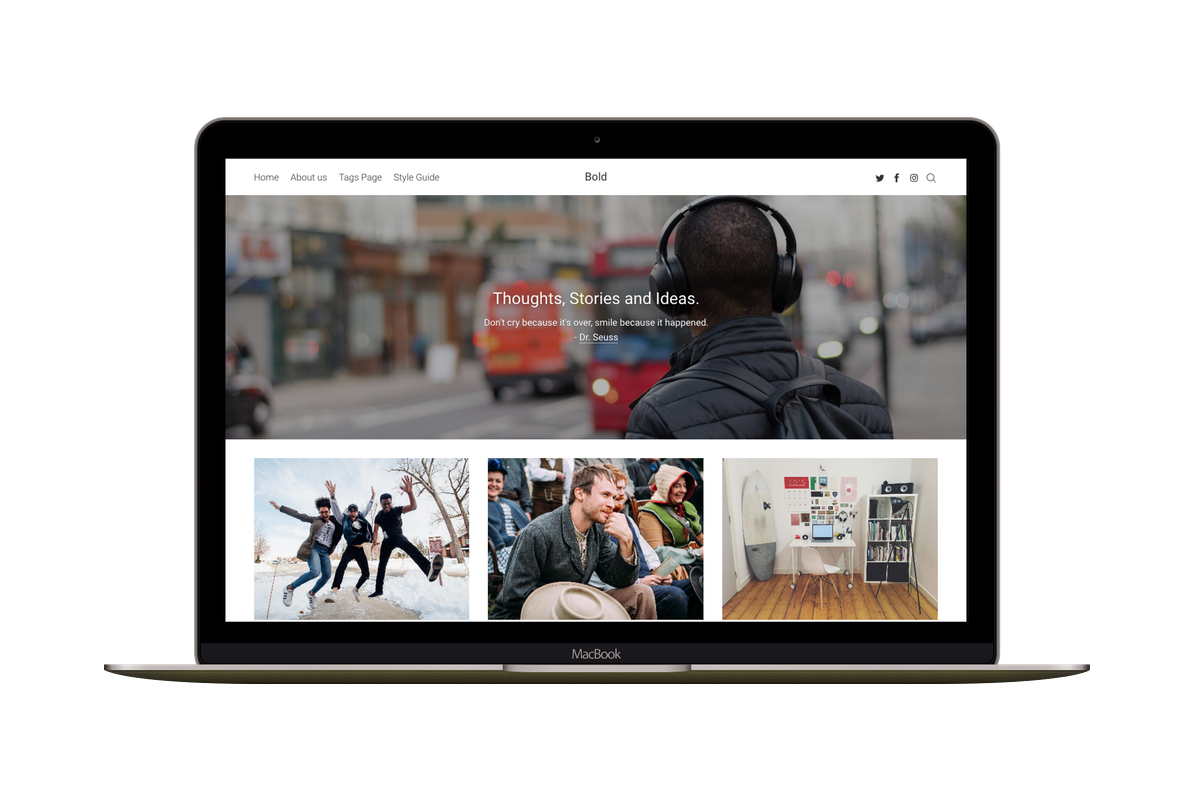 Home About us Tags Page Style Guide Bold
Thoughts, Stories and Ideas.
Don't cry because it's over, smile because it happened.
- Dr. Seuss
MacBook